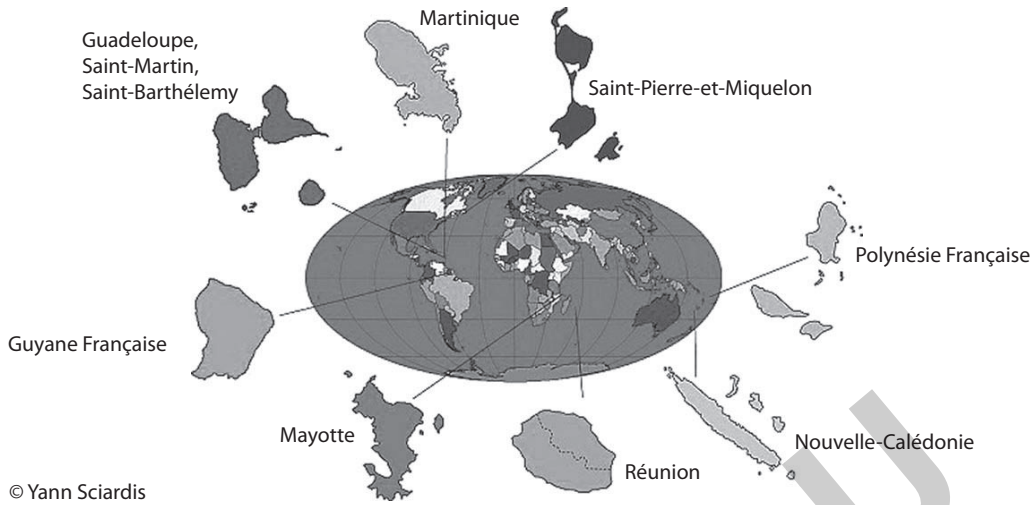 Martinique
Guadeloupe,
Saint-Martin,
Saint-Barthélemy
Saint-Pierre-et-Miquelon
Polynésie Française
Guyane Française
Mayotte
Réunion
Nouvelle-Calédonie
© Yann Sciardis
U